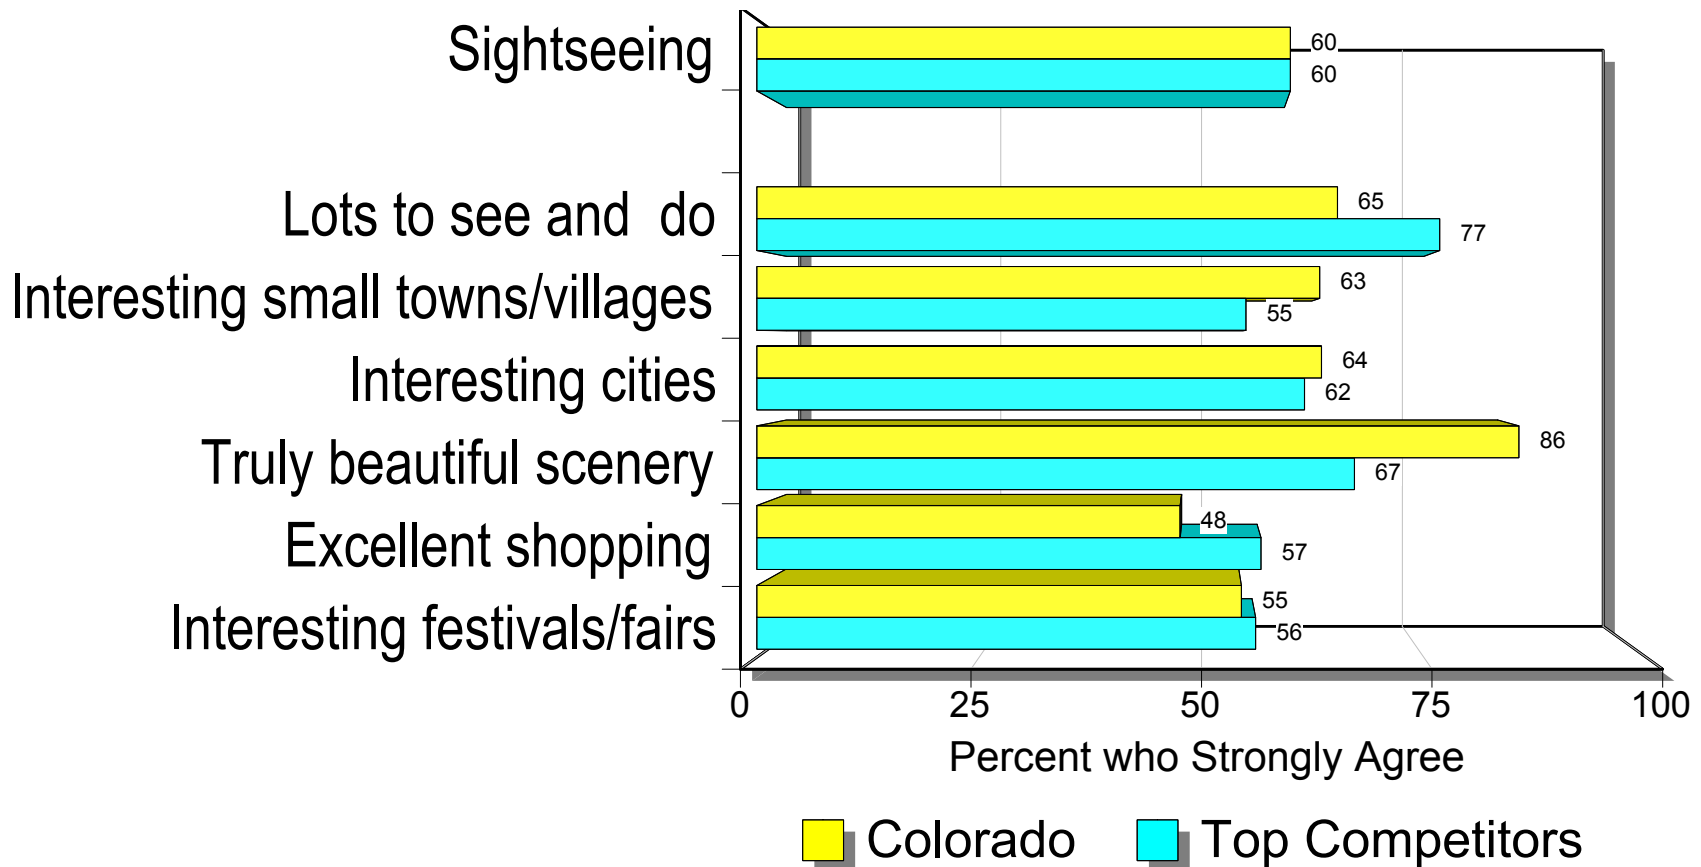 Sightseeing
60
60
Lots to see and  do
65
77
Interesting small towns/villages
63
55
Interesting cities
64
62
Truly beautiful scenery
86
67
Excellent shopping
48
57
Interesting festivals/fairs
55
56
0 25 50 75 100
Percent who Strongly Agree
Colorado Top Competitors